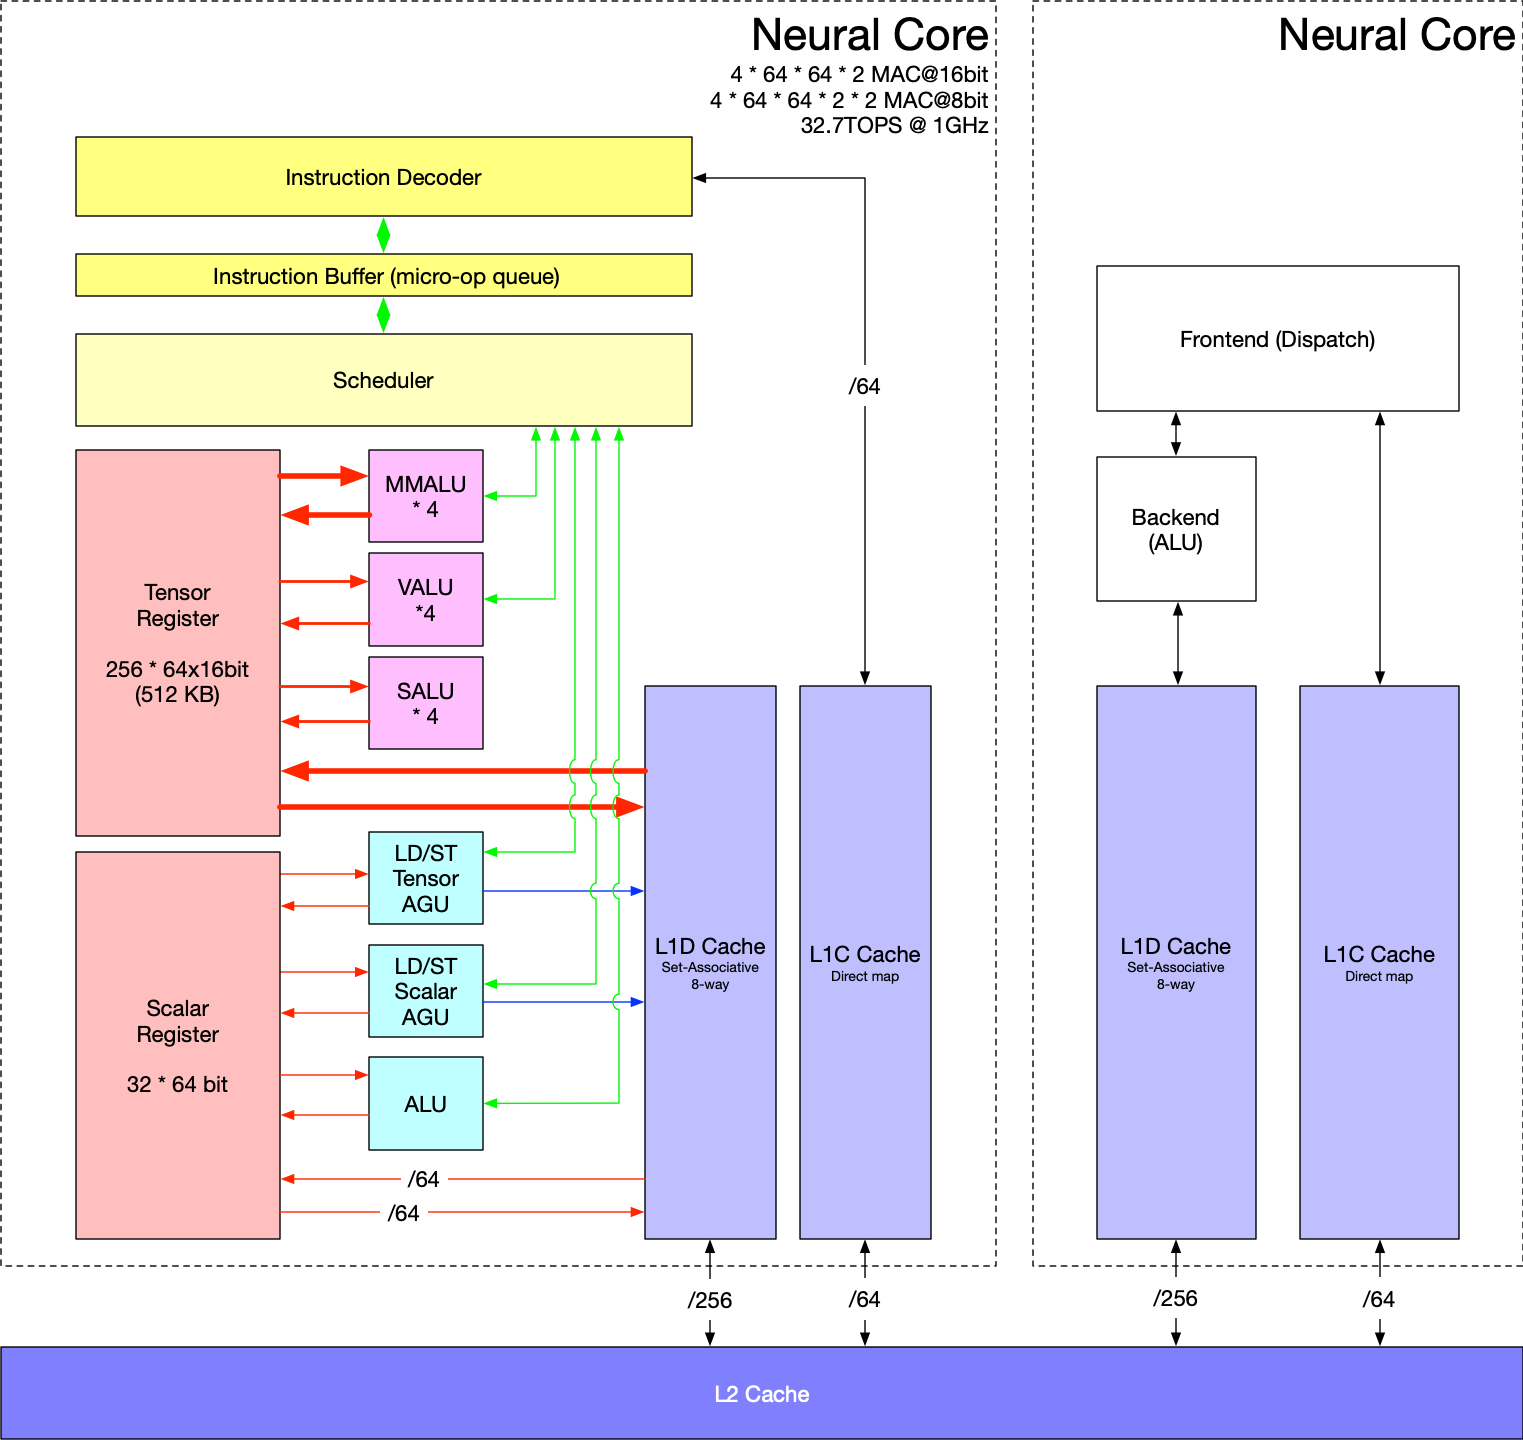 Neural Core
4 * 64 * 64 * 2 MAC@16bit
4 * 64 * 64 * 2 * 2 MAC@8bit
32.7TOPS @ 1GHz
Instruction Decoder
Instruction Buffer (micro-op queue)
Scheduler
/64
Tensor
Register
256 * 64x16bit
(512 KB)
MMALU
* 4
VALU
*4
SALU
* 4
Scalar
Register
32 * 64 bit
LD/ST
Tensor
AGU
LD/ST
Scalar
AGU
ALU
/64
/64
L1D Cache
Set-Associative
8-way
L1C Cache
Direct map
/256
/64
Neural Core
Frontend (Dispatch)
Backend
(ALU)
L1D Cache
Set-Associative
8-way
L1C Cache
Direct map
/256
/64
L2 Cache